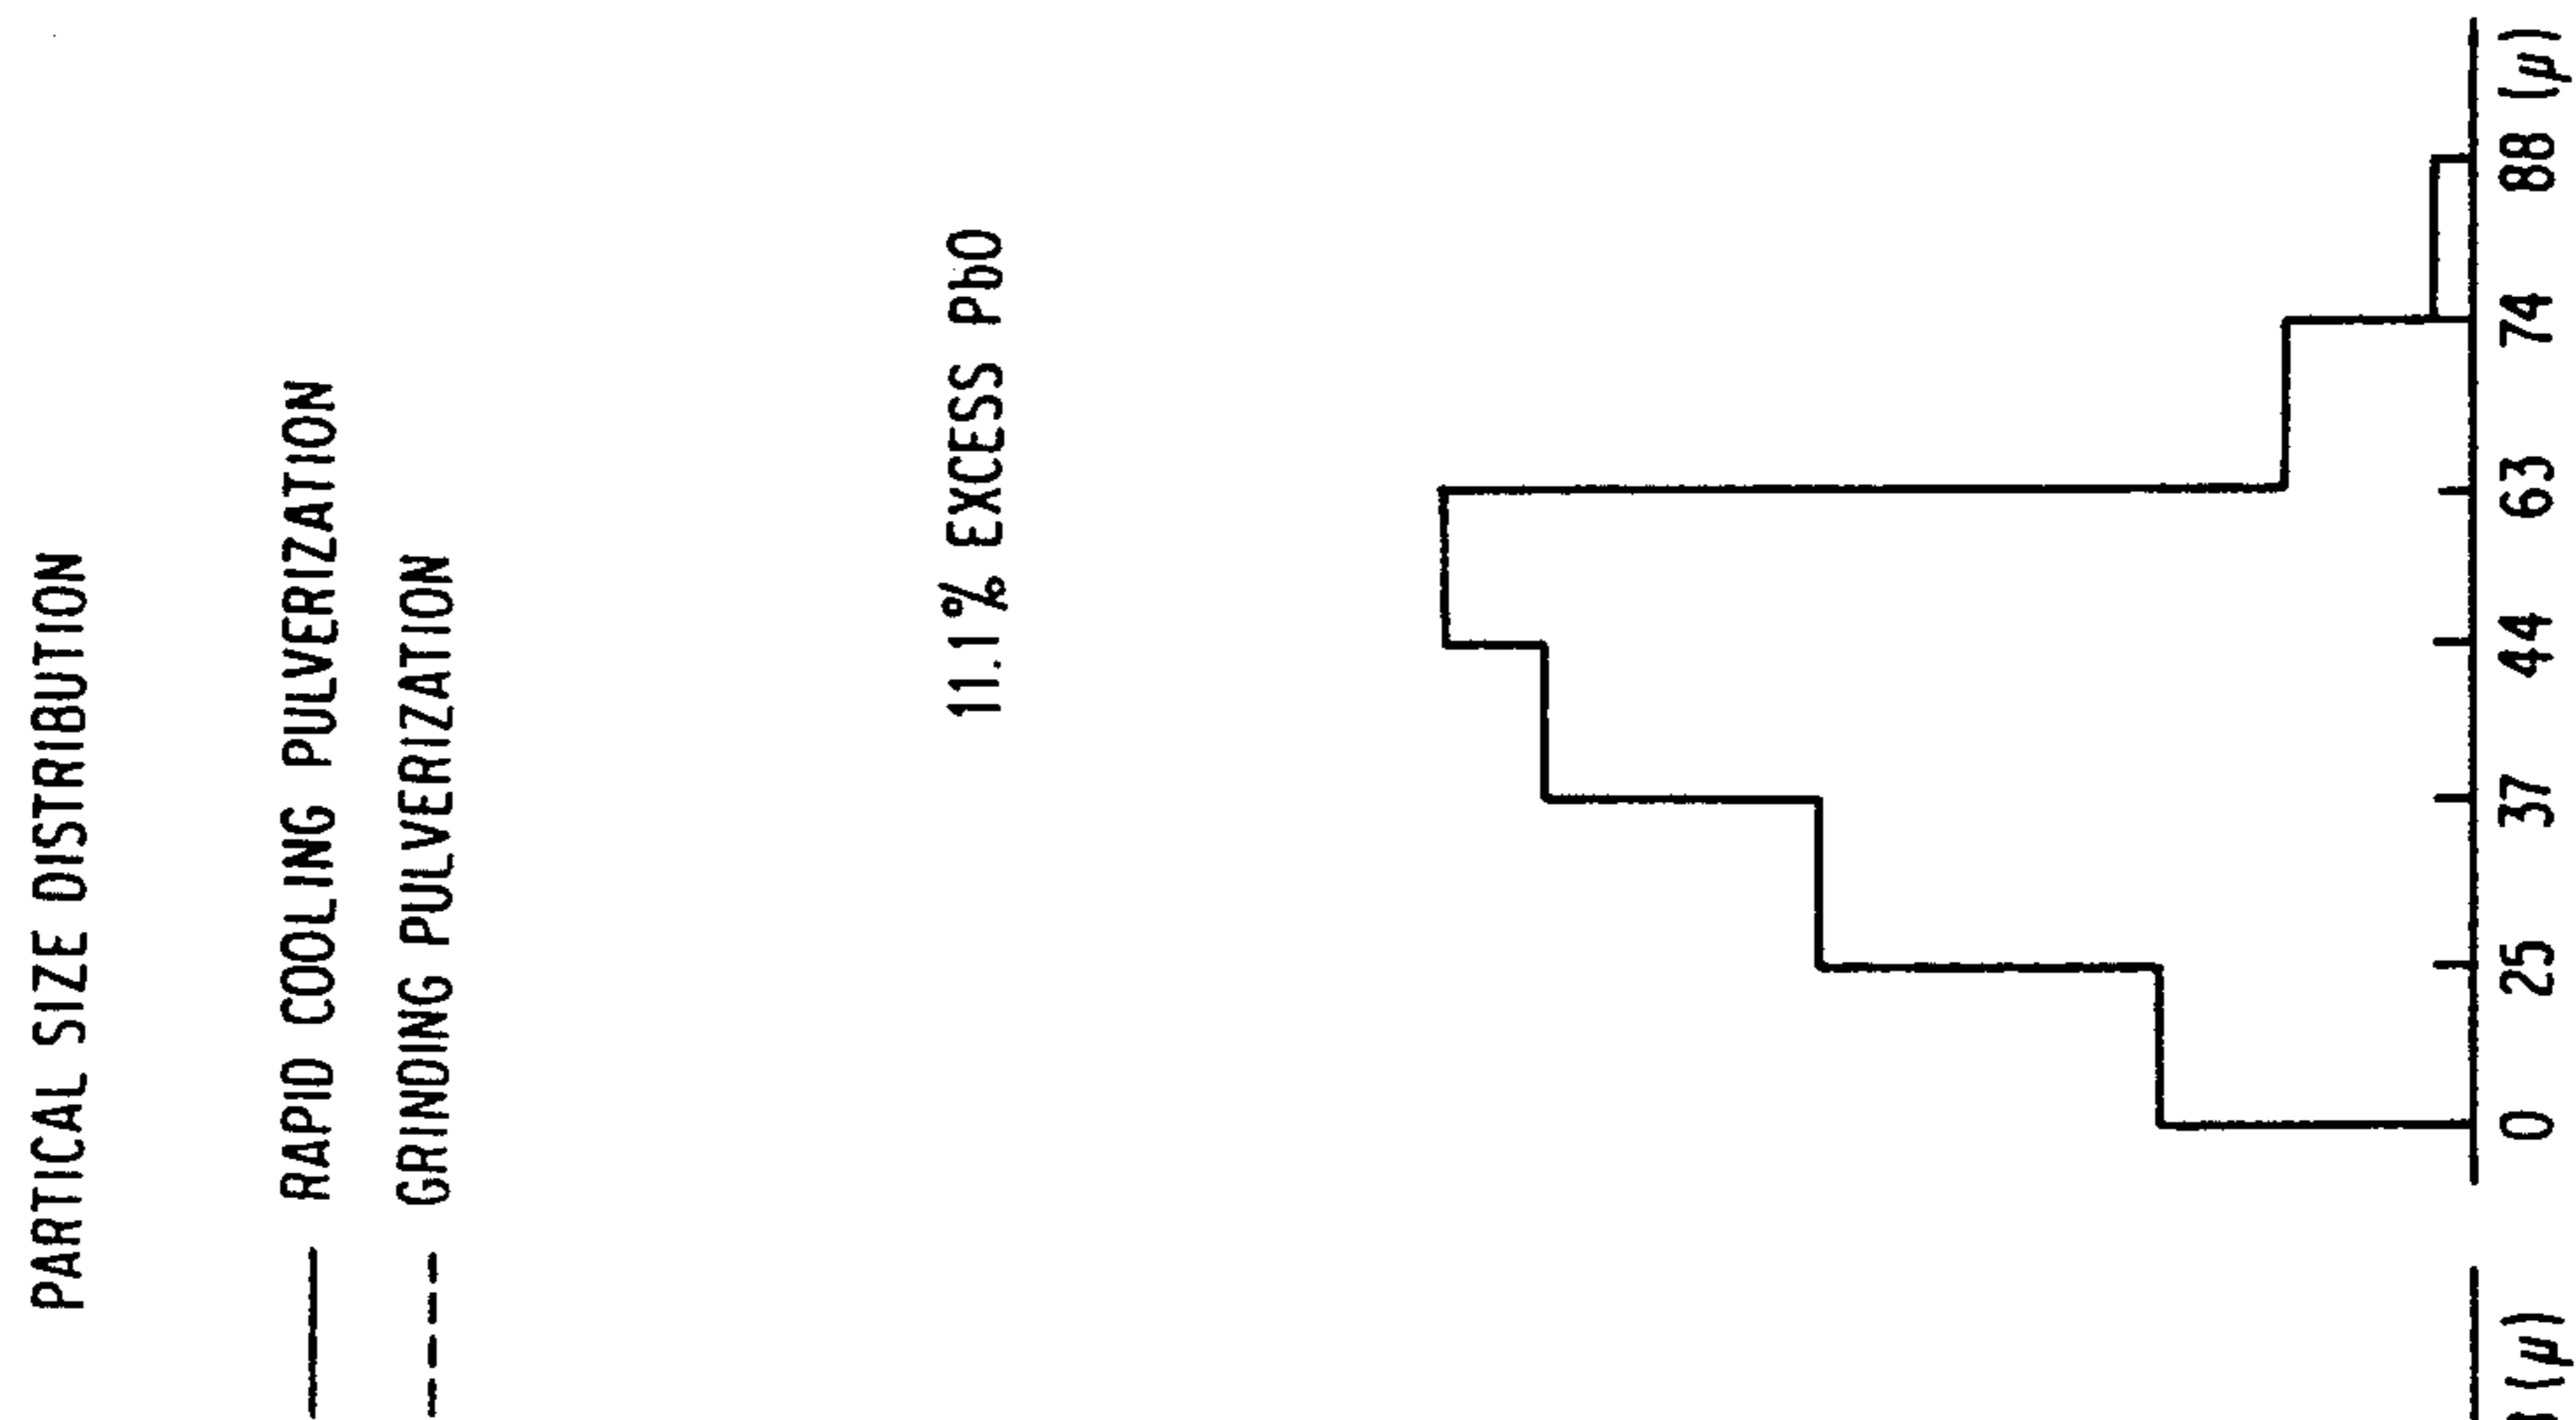 PARTICAL SIZE DISTRIBUTION
RAPID COOLING PULVERIZATION
GRINDING PULVERIZATION
11.1% EXCESS PbO
0 25 37 44 63 74 88 (μ)
(μ)